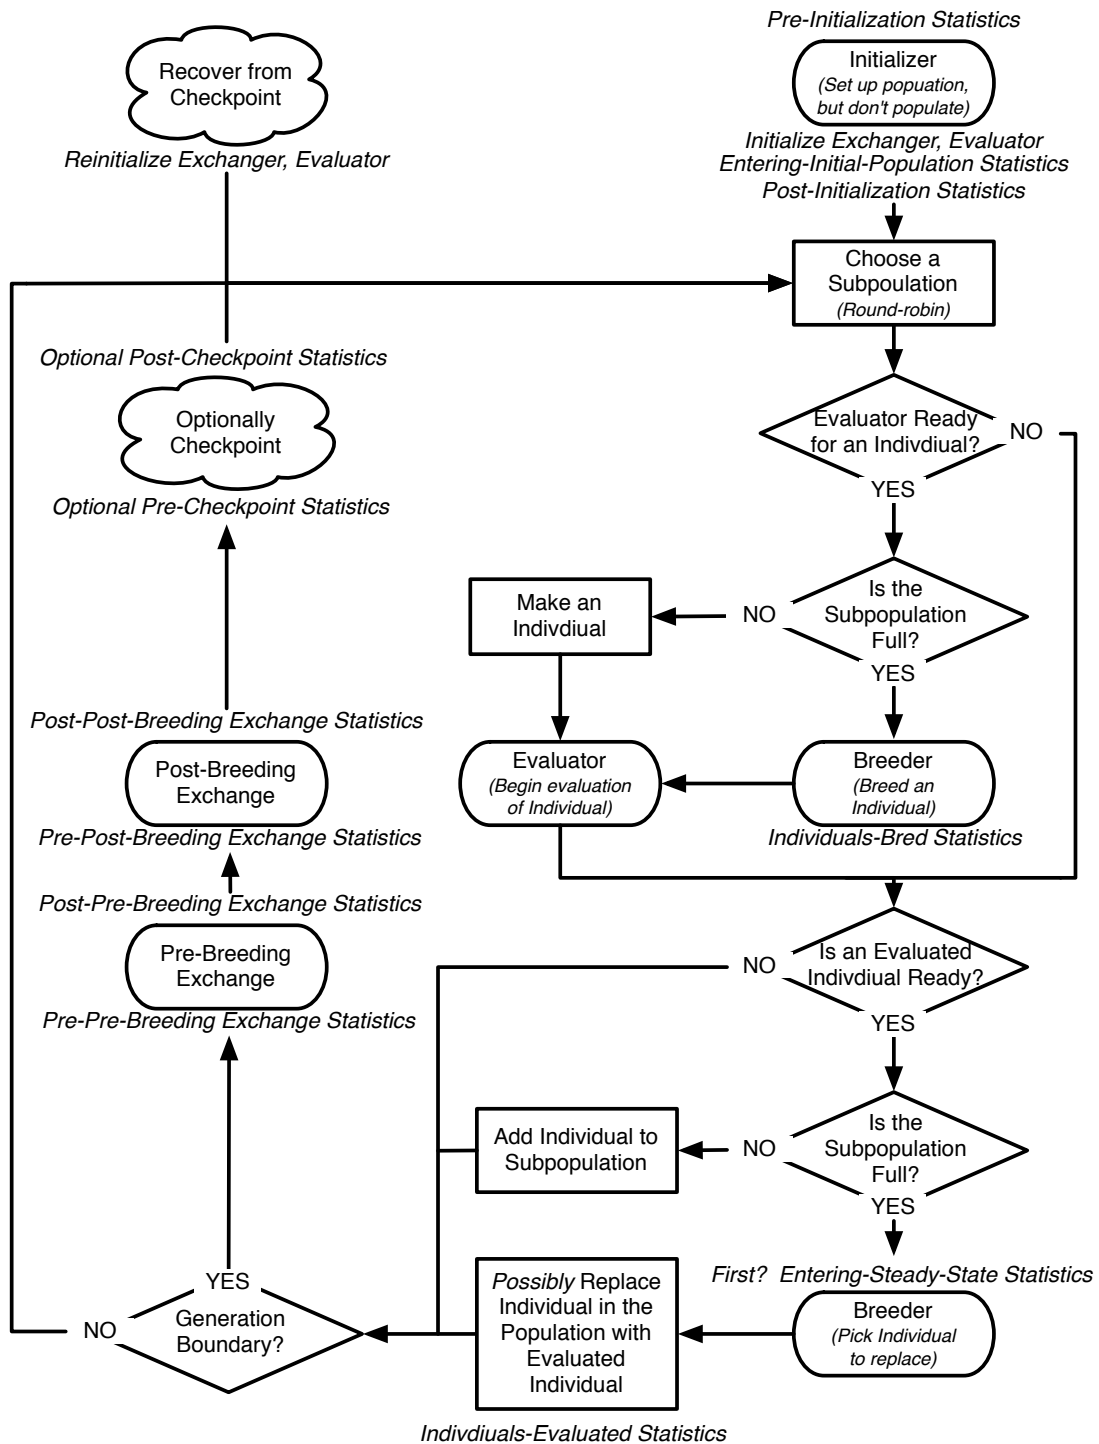 Pre-Initialization Statistics
Initializer
(Set up popuation,
but don't populate)
Initialize Exchanger, Evaluator
Entering-Initial-Population Statistics
Post-Initialization Statistics
Recover from
Checkpoint
Reinitialize Exchanger, Evaluator
Choose a
Subpoulation
(Round-robin)
Optional Post-Checkpoint Statistics
Optionally
Checkpoint
Optional Pre-Checkpoint Statistics
Evaluator Ready
for an Indivdiual?
NO
YES
Is the
Subpopulation
Full?
NO
YES
Make an
Indivdiual
Evaluator
(Begin evaluation
of Individual)
Breeder
(Breed an
Individual)
Individuals-Bred Statistics
Post-Post-Breeding Exchange Statistics
Post-Breeding
Exchange
Pre-Post-Breeding Exchange Statistics
Post-Pre-Breeding Exchange Statistics
Pre-Breeding
Exchange
Pre-Pre-Breeding Exchange Statistics
Is an Evaluated
Indivdiual Ready?
NO
YES
Is the
Subpopulation
Full?
NO
YES
Add Individual to
Subpopulation
First? Entering-Steady-State Statistics
Breeder
(Pick Individual
to replace)
Possibly Replace
Individual in the
Population with
Evaluated
Individual
Indivdiuals-Evaluated Statistics
YES
Generation
Boundary?
NO